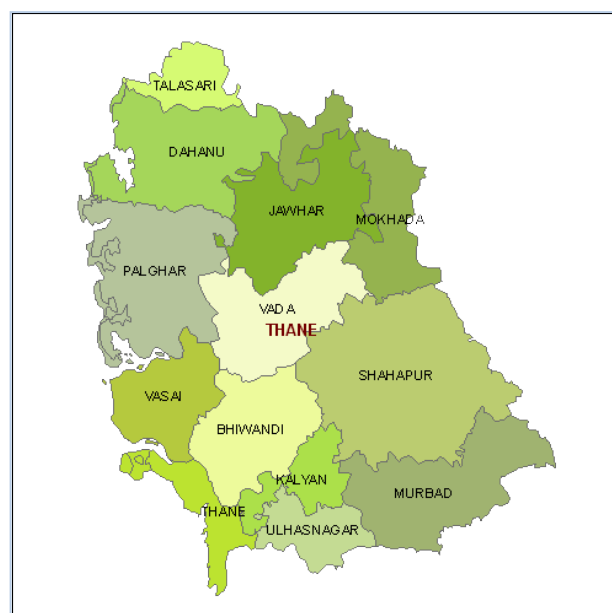 TALASARI
DAHANU
JAWHAR
MOKHADA
PALGHAR
VADA
THANE
SHAHAPUR
VASAI
BHIWANDI
KALYAN
MURBAD
THANE
ULHASNAGAR